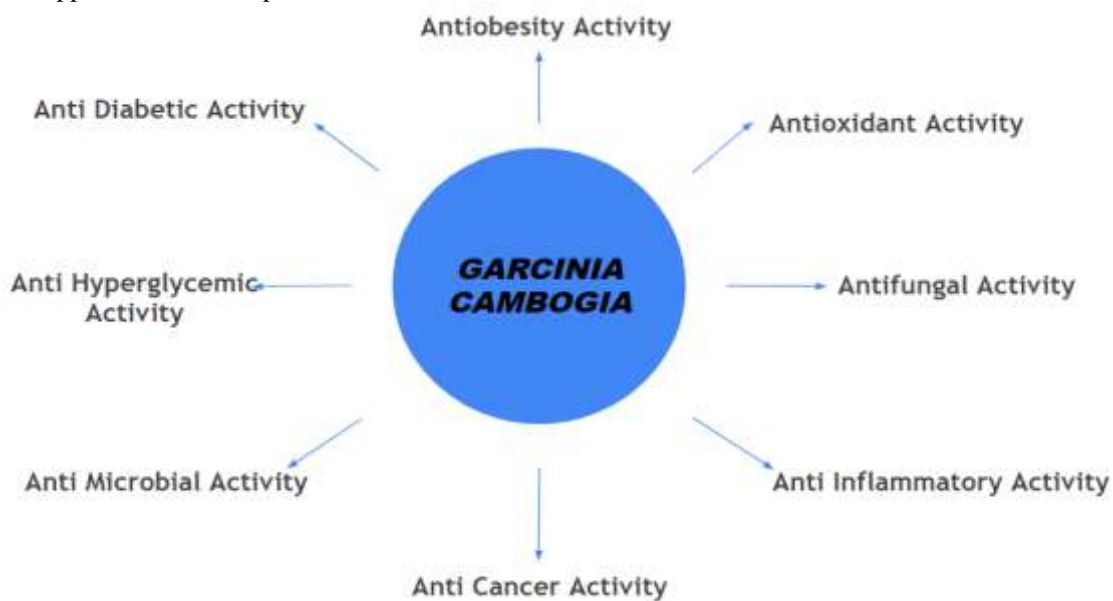 Antiobesity Activity
Anti Diabetic Activity
Antioxidant Activity
GARCINIA
CAMBOGIA
Anti Hyperglycemic
Activity
Antifungal Activity
Anti Microbial Activity
Anti Inflammatory Activity
Anti Cancer Activity